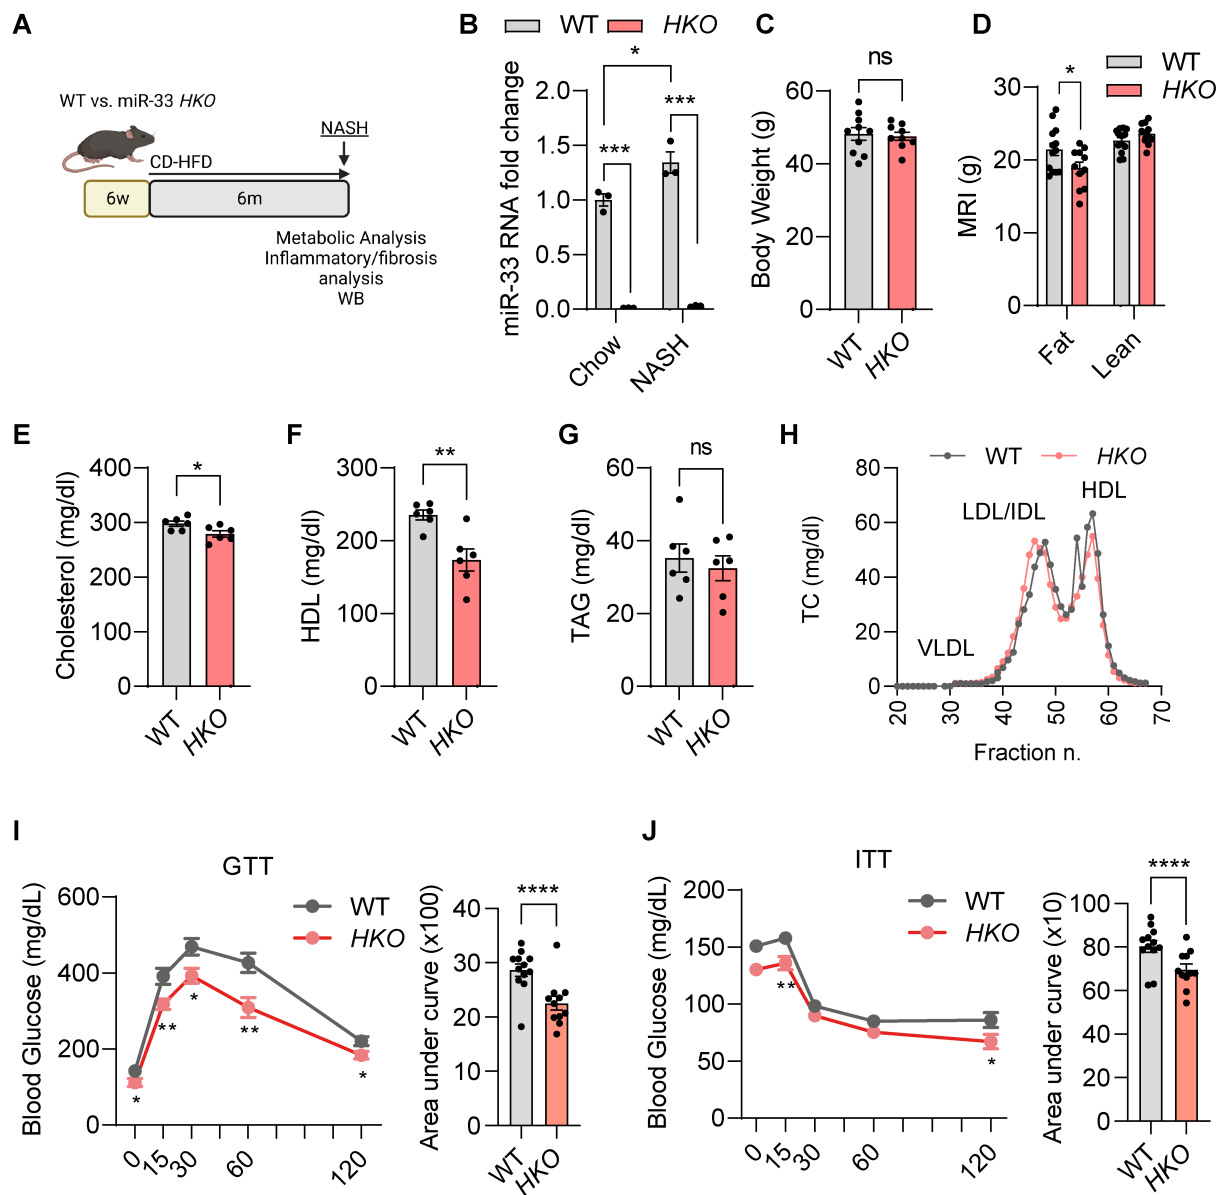 A
WT vs. miR-33 HKO
NASH
CD-HFD
6w
6m
Metabolic Analysis
Inflammatory/fibrosis
analysis
WB
B
WT
HKO
miR-33 RNA fold change
2.0
1.5
1.0
0.5
0.0
*
***
***
Chow
NASH
C
Body Weight (g)
60
40
20
0
ns
WT
HKO
D
WT
HKO
MRI (g)
30
20
10
0
*
Fat
Lean
E
Cholesterol (mg/dl)
400
300
200
100
0
*
WT
HKO
F
HDL (mg/dl)
300
200
100
0
**
WT
HKO
G
TAG (mg/dl)
60
40
20
0
ns
WT
HKO
H
WT
HKO
TC (mg/dl)
80
60
40
20
0
VLDL
LDL/IDL
HDL
20
30
40
50
60
70
Fraction n.
I
GTT
Blood Glucose (mg/dL)
600
400
200
0
WT
HKO
*
**
*
**
*
0
15
30
60
120
Area under curve (x100)
40
30
20
10
0
****
WT
HKO
J
ITT
Blood Glucose (mg/dL)
200
150
100
50
0
WT
HKO
**
*
0
15
30
60
120
Area under curve (x10)
100
80
60
40
20
0
****
WT
HKO